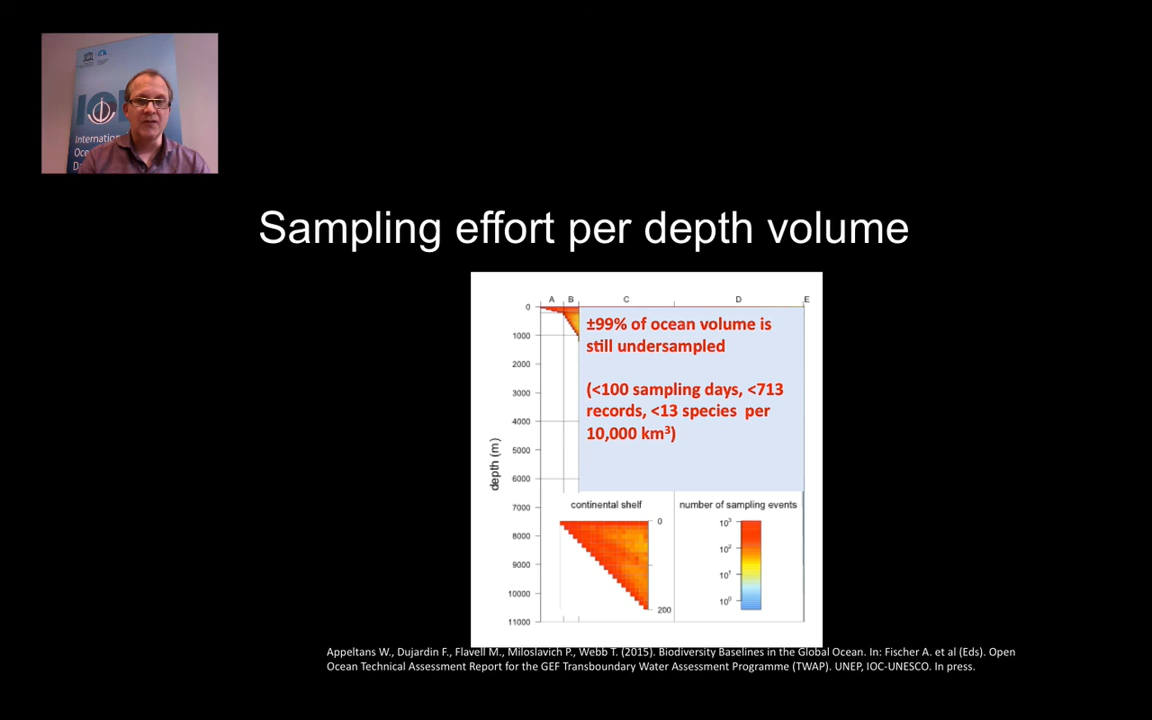 IOD
Internationa
Oce
Da
Sampling effort per depth volume
A B C D E
0
1000
2000
3000
4000
5000
6000
7000
8000
9000
10000
11000
depth (m)
±99% of ocean volume is
still undersampled
(<100 sampling days, <713
records, <13 species per
10,000 km³)
continental shelf
0
200
number of sampling events
10³
10²
10¹
10⁰
Appeltans W., Dujardin F., Flavell M., Miloslavich P., Webb T. (2015). Biodiversity Baselines in the Global Ocean. In: Fischer A. et al (Eds). Open
Ocean Technical Assessment Report for the GEF Transboundary Water Assessment Programme (TWAP). UNEP, IOC-UNESCO. In press.